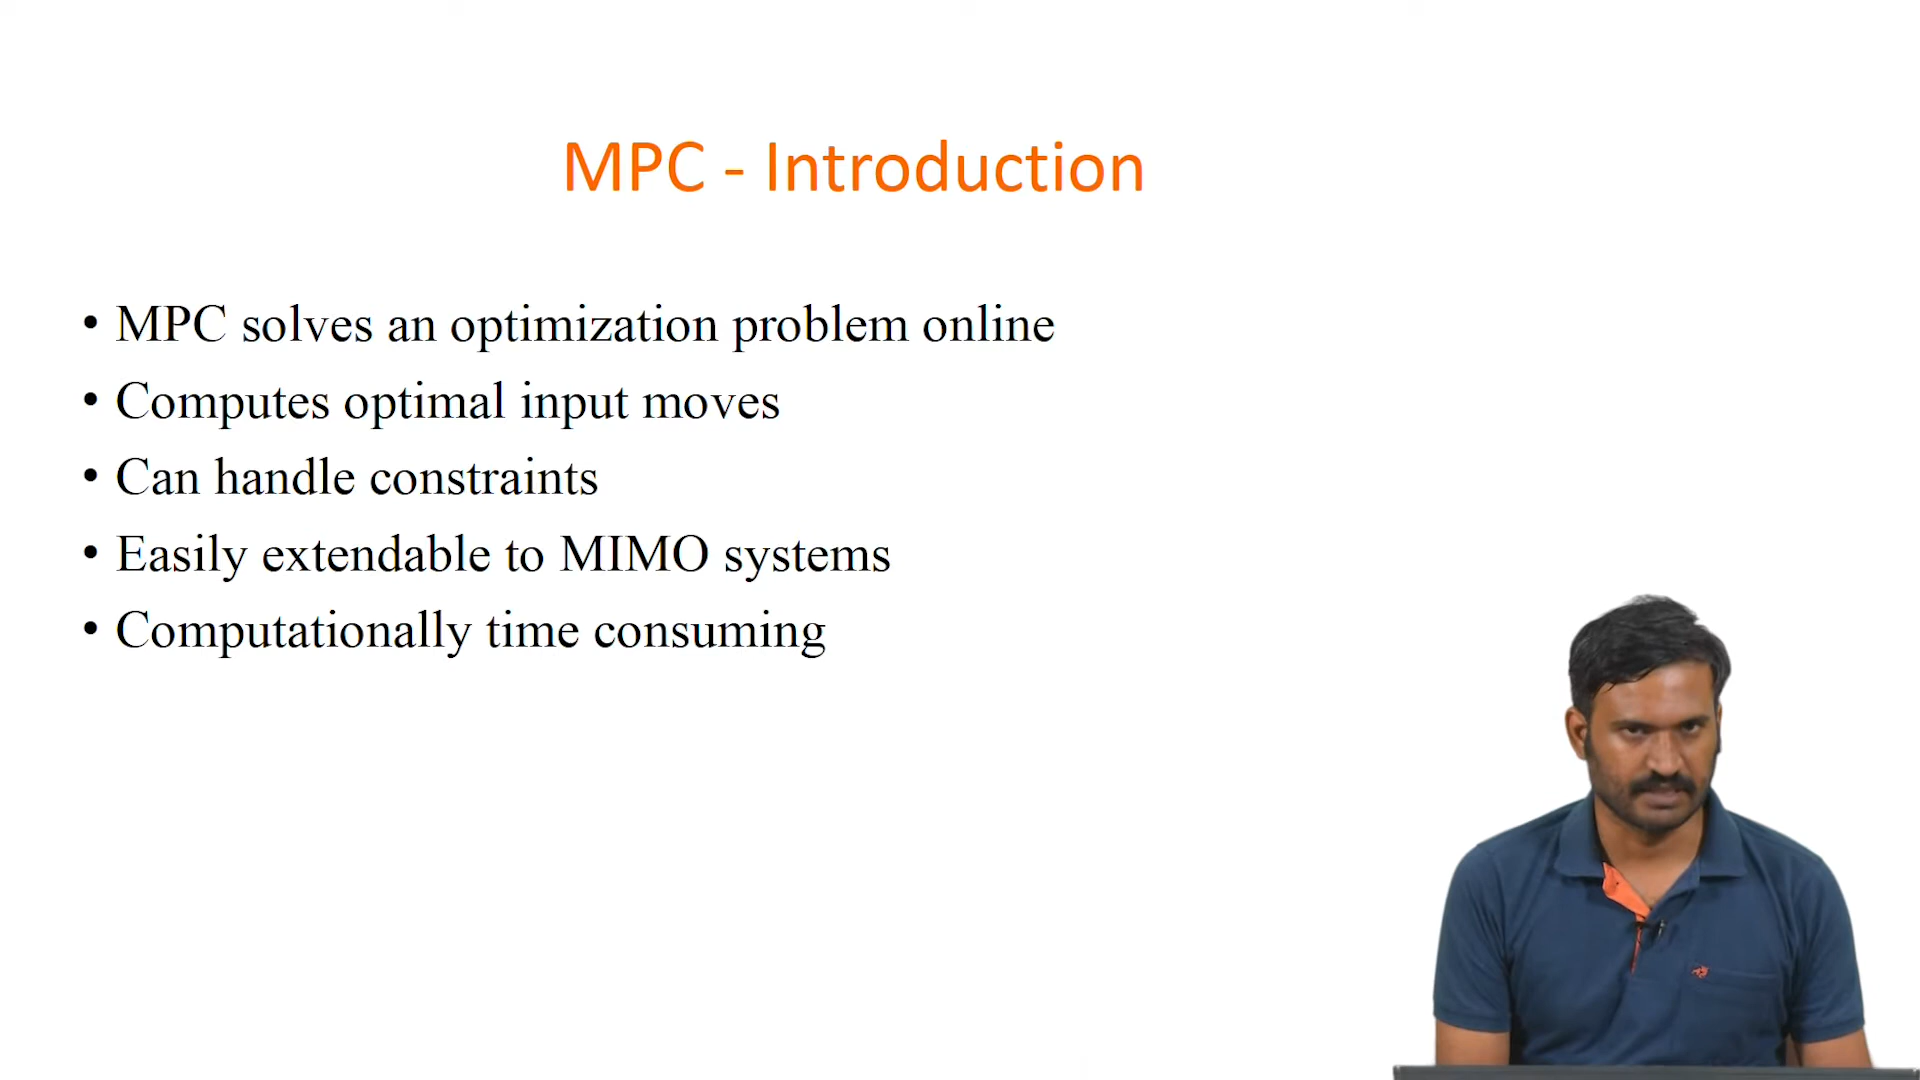 MPC - Introduction
• MPC solves an optimization problem online
• Computes optimal input moves
• Can handle constraints
• Easily extendable to MIMO systems
• Computationally time consuming